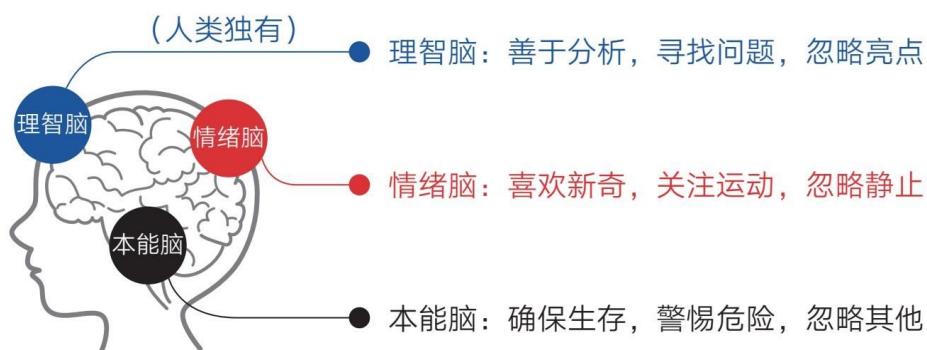 （人类独有）
理智脑：善于分析，寻找问题，忽略亮点
理智脑
情绪脑
情绪脑：喜欢新奇，关注运动，忽略静止
本能脑
本能脑：确保生存，警惕危险，忽略其他